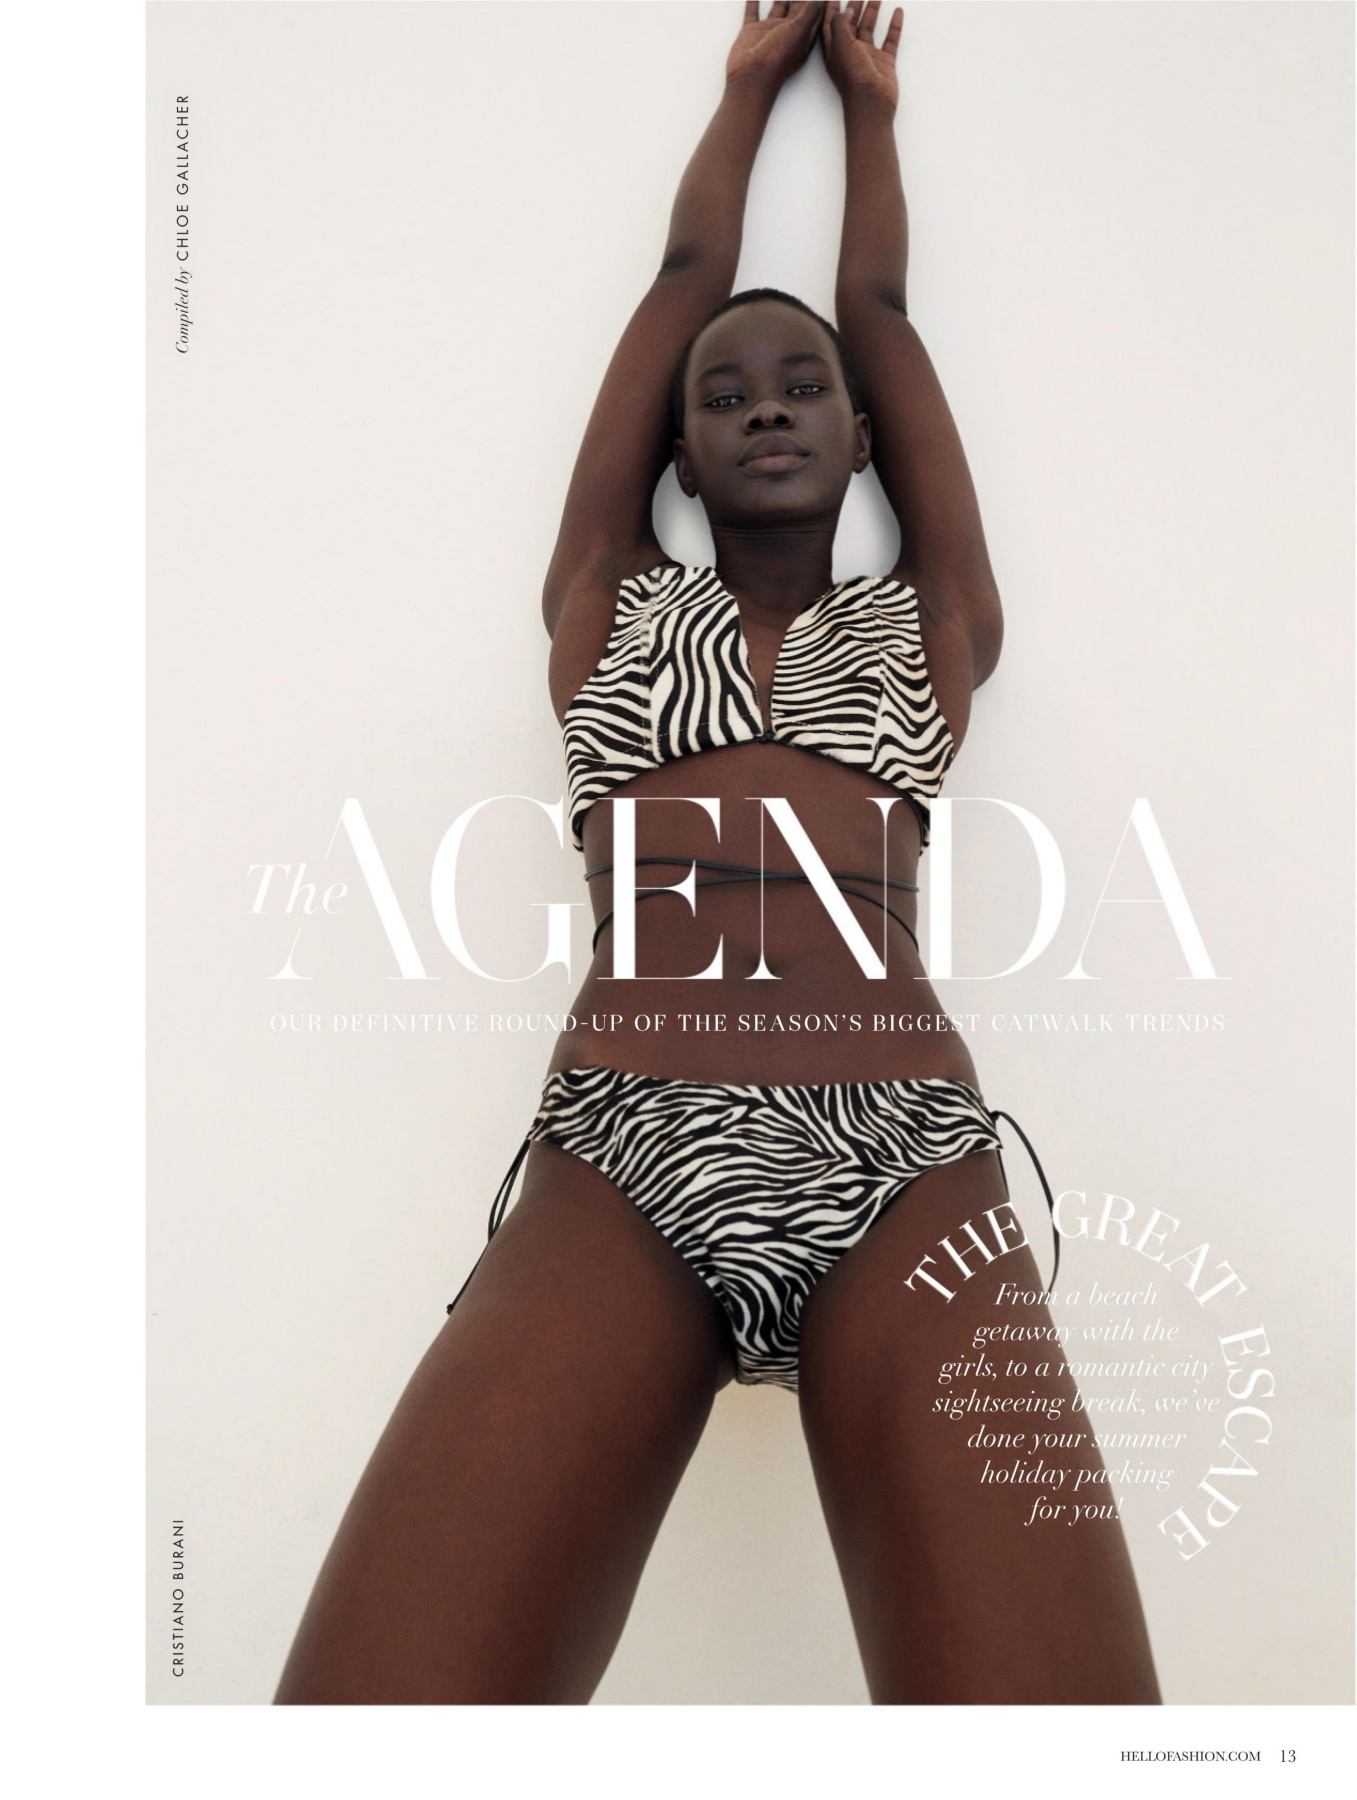 Compiled by CHLOE GALLACHER
The AGENDA
OUR DEFINITIVE ROUND-UP OF THE SEASON'S BIGGEST CATWALK TRENDS
THE GREAT ESCAPE
From a beach
getaway with the
girls, to a romantic city
sightseeing break, we've
done your summer
holiday packing
for you!
CRISTIANO BURANI
HELLOFASHION.COM 13